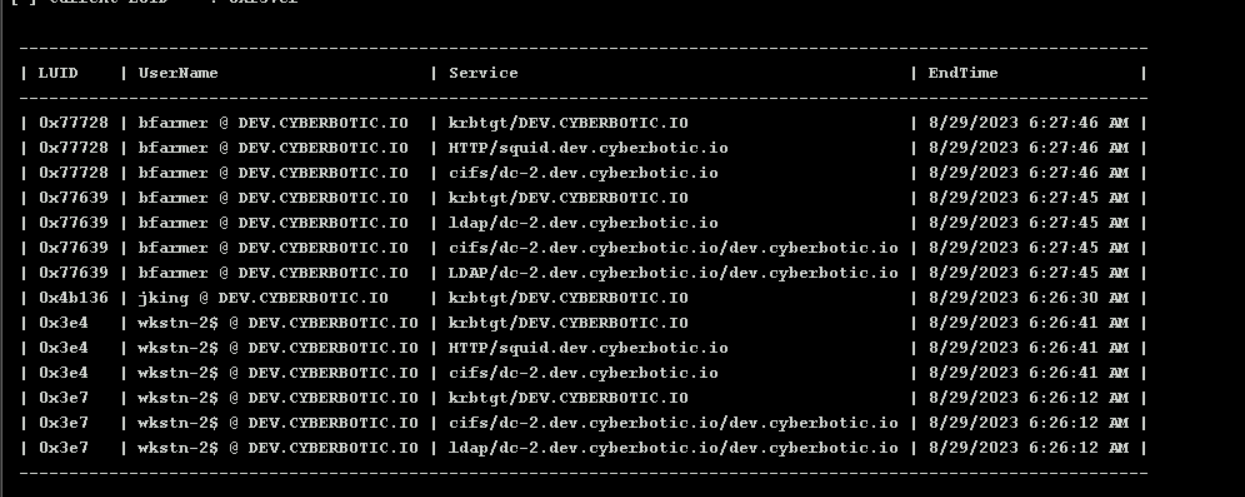 ---------------------------------------------------------------------------------------------------------------
| LUID    | UserName                    | Service                                       | EndTime              |
---------------------------------------------------------------------------------------------------------------
| 0x77728 | bfarmer @ DEV.CYBERBOTIC.IO | krbtgt/DEV.CYBERBOTIC.IO                      | 8/29/2023 6:27:46 AM |
| 0x77728 | bfarmer @ DEV.CYBERBOTIC.IO | HTTP/squid.dev.cyberbotic.io                  | 8/29/2023 6:27:46 AM |
| 0x77728 | bfarmer @ DEV.CYBERBOTIC.IO | cifs/dc-2.dev.cyberbotic.io                   | 8/29/2023 6:27:46 AM |
| 0x77639 | bfarmer @ DEV.CYBERBOTIC.IO | krbtgt/DEV.CYBERBOTIC.IO                      | 8/29/2023 6:27:45 AM |
| 0x77639 | bfarmer @ DEV.CYBERBOTIC.IO | ldap/dc-2.dev.cyberbotic.io                   | 8/29/2023 6:27:45 AM |
| 0x77639 | bfarmer @ DEV.CYBERBOTIC.IO | cifs/dc-2.dev.cyberbotic.io/dev.cyberbotic.io | 8/29/2023 6:27:45 AM |
| 0x77639 | bfarmer @ DEV.CYBERBOTIC.IO | LDAP/dc-2.dev.cyberbotic.io/dev.cyberbotic.io | 8/29/2023 6:27:45 AM |
| 0x4b136 | jking @ DEV.CYBERBOTIC.IO   | krbtgt/DEV.CYBERBOTIC.IO                      | 8/29/2023 6:26:30 AM |
| 0x3e4   | wkstn-2$ @ DEV.CYBERBOTIC.IO | krbtgt/DEV.CYBERBOTIC.IO                      | 8/29/2023 6:26:41 AM |
| 0x3e4   | wkstn-2$ @ DEV.CYBERBOTIC.IO | HTTP/squid.dev.cyberbotic.io                  | 8/29/2023 6:26:41 AM |
| 0x3e4   | wkstn-2$ @ DEV.CYBERBOTIC.IO | cifs/dc-2.dev.cyberbotic.io                   | 8/29/2023 6:26:41 AM |
| 0x3e7   | wkstn-2$ @ DEV.CYBERBOTIC.IO | krbtgt/DEV.CYBERBOTIC.IO                      | 8/29/2023 6:26:12 AM |
| 0x3e7   | wkstn-2$ @ DEV.CYBERBOTIC.IO | cifs/dc-2.dev.cyberbotic.io/dev.cyberbotic.io | 8/29/2023 6:26:12 AM |
| 0x3e7   | wkstn-2$ @ DEV.CYBERBOTIC.IO | ldap/dc-2.dev.cyberbotic.io/dev.cyberbotic.io | 8/29/2023 6:26:12 AM |
---------------------------------------------------------------------------------------------------------------